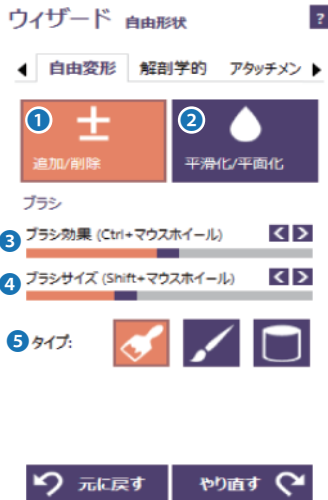 ウィザード 自由形状 ?
自由変形 解剖学的 アタッチメン
1 2
追加/削除 平滑化/平面化
ブラシ
3 ブラシ効果 (Ctrl+マウスホイール)
4 ブラシサイズ (Shift+マウスホイール)
5 タイプ:
元に戻す やり直す